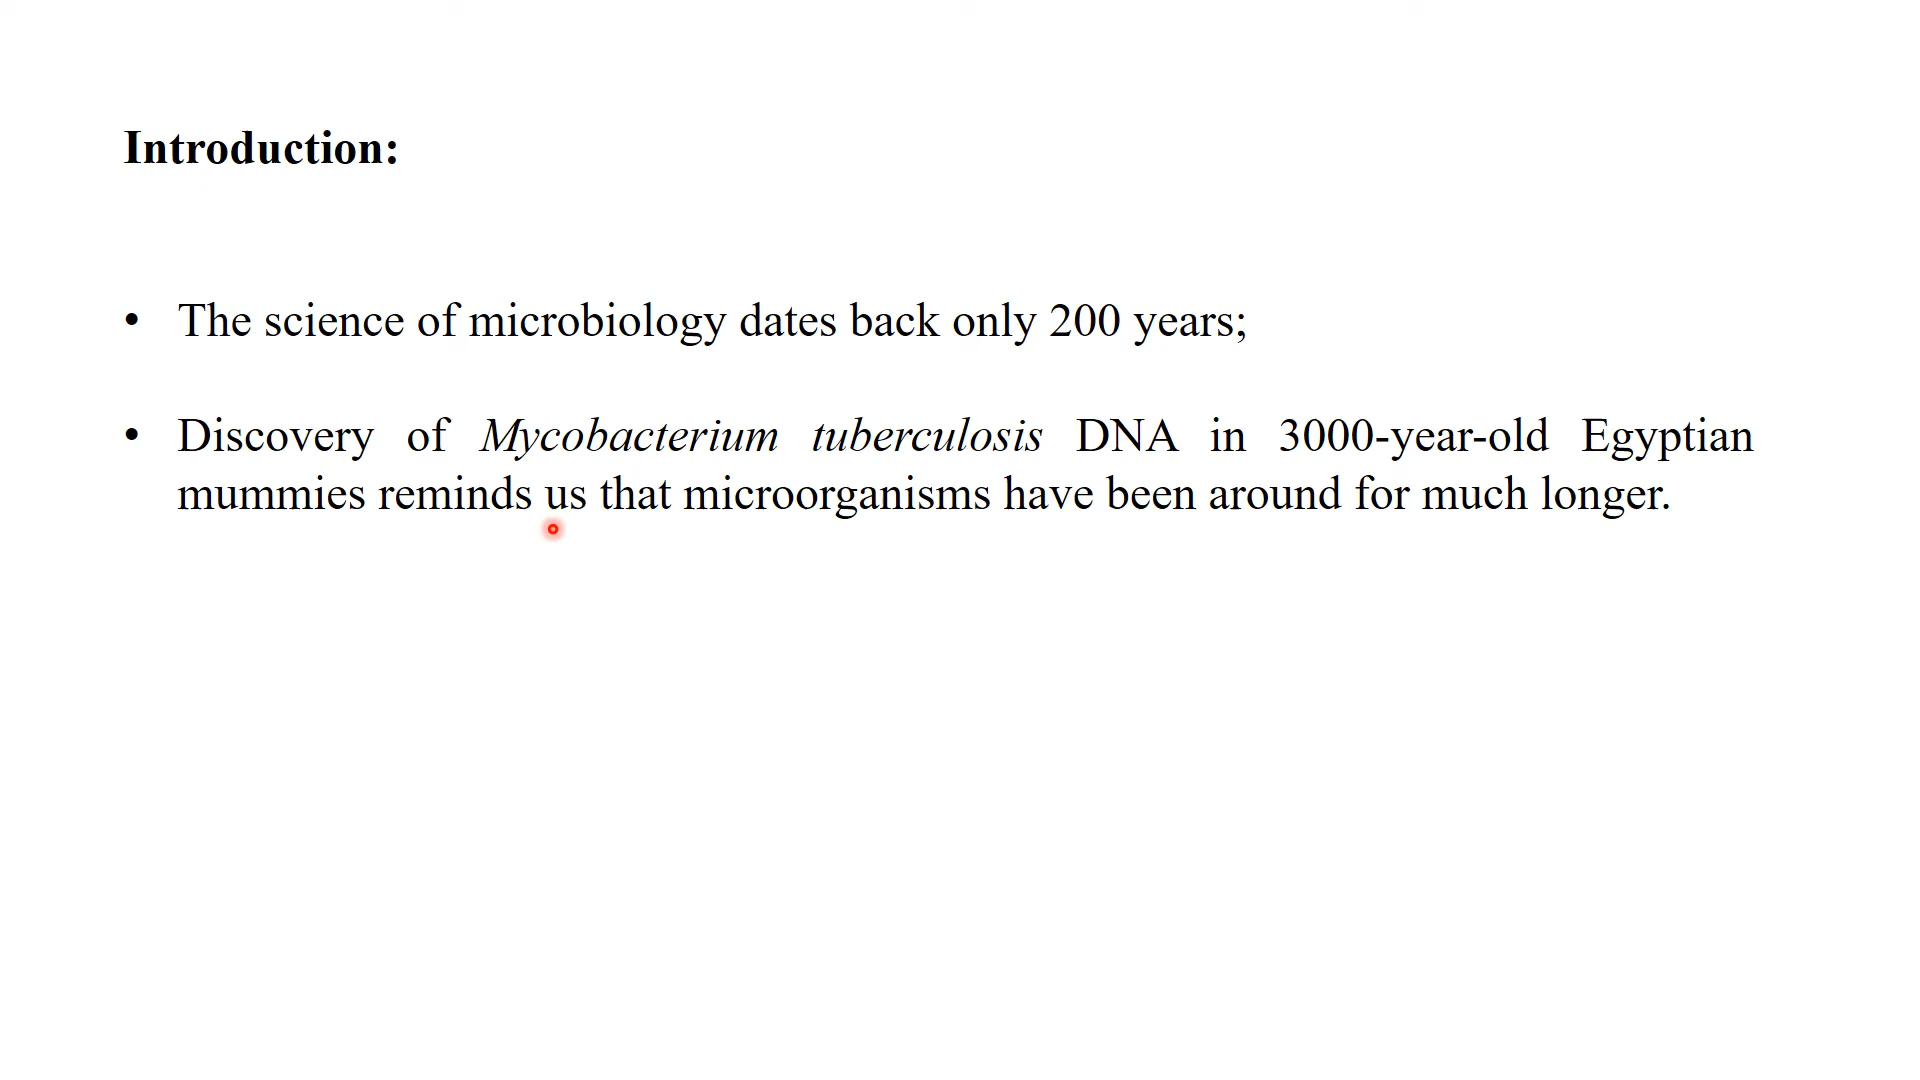 Introduction:
• The science of microbiology dates back only 200 years;
• Discovery of Mycobacterium tuberculosis DNA in 3000-year-old Egyptian
mummies reminds us that microorganisms have been around for much longer.